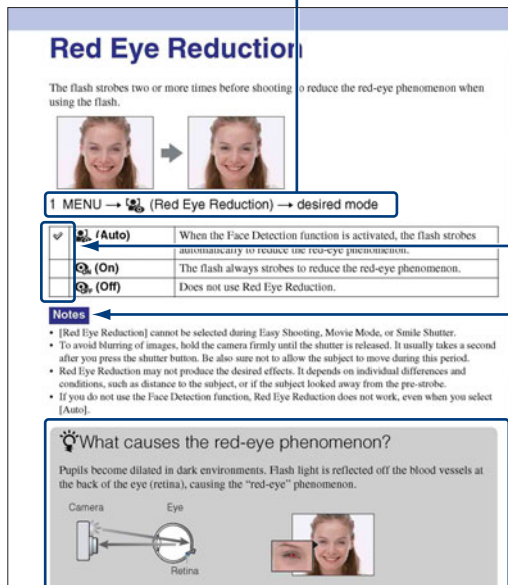 Red Eye Reduction
The flash strobes two or more times before shooting to reduce the red-eye phenomenon when
using the flash.
1 MENU → (Red Eye Reduction) → desired mode
(Auto) When the Face Detection function is activated, the flash strobes
automatically to reduce the red-eye phenomenon.
(On) The flash always strobes to reduce the red-eye phenomenon.
(Off) Does not use Red Eye Reduction.
Notes
• [Red Eye Reduction] cannot be selected during Easy Shooting, Movie Mode, or Smile Shutter.
• To avoid blurring of images, hold the camera firmly until the shutter is released. It usually takes a second
after you press the shutter button. Be also sure not to allow the subject to move during this period.
• Red Eye Reduction may not produce the desired effects. It depends on individual differences and
conditions, such as distance to the subject, or if the subject looked away from the pre-strobe.
• If you do not use the Face Detection function, Red Eye Reduction does not work, even when you select
[Auto].
What causes the red-eye phenomenon?
Pupils become dilated in dark environments. Flash light is reflected off the blood vessels at
the back of the eye (retina), causing the “red-eye” phenomenon.
Camera Eye
Retina